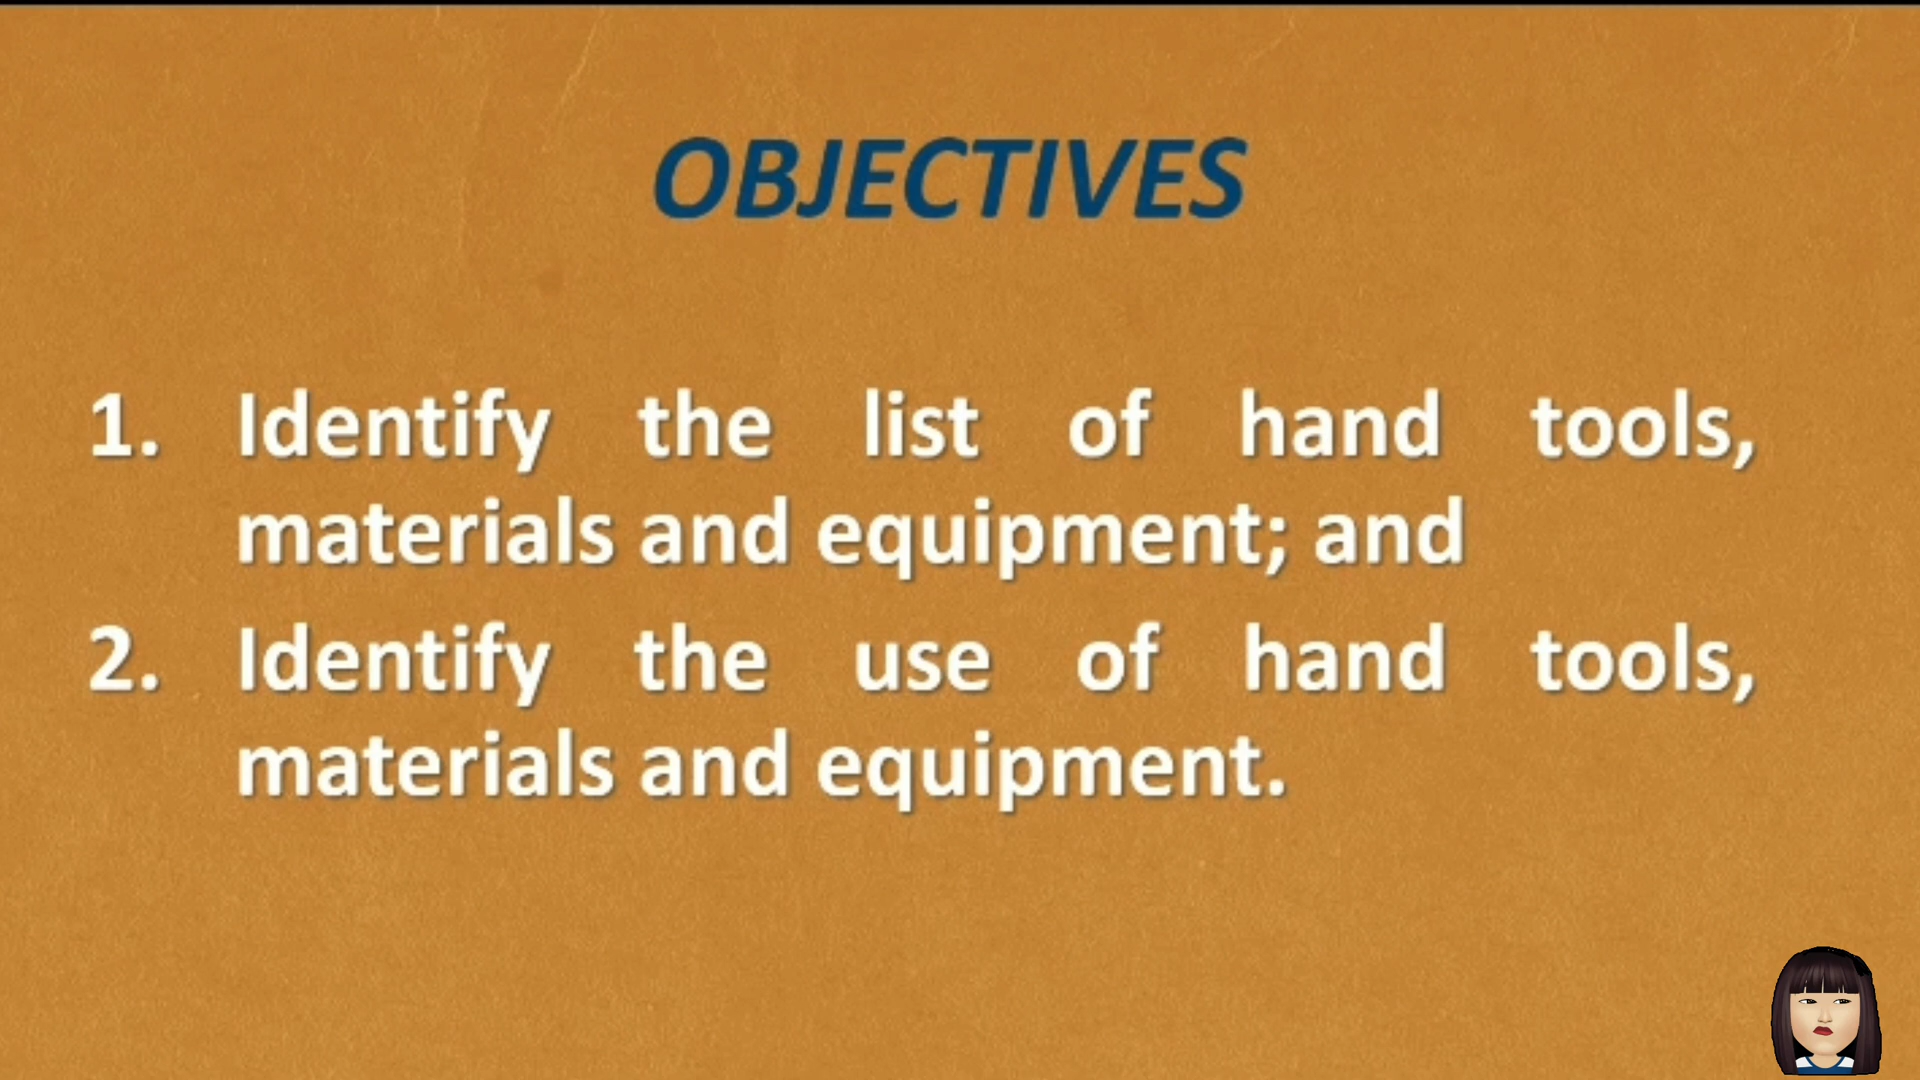 OBJECTIVES
1. Identify the list of hand tools,
materials and equipment; and
2. Identify the use of hand tools,
materials and equipment.